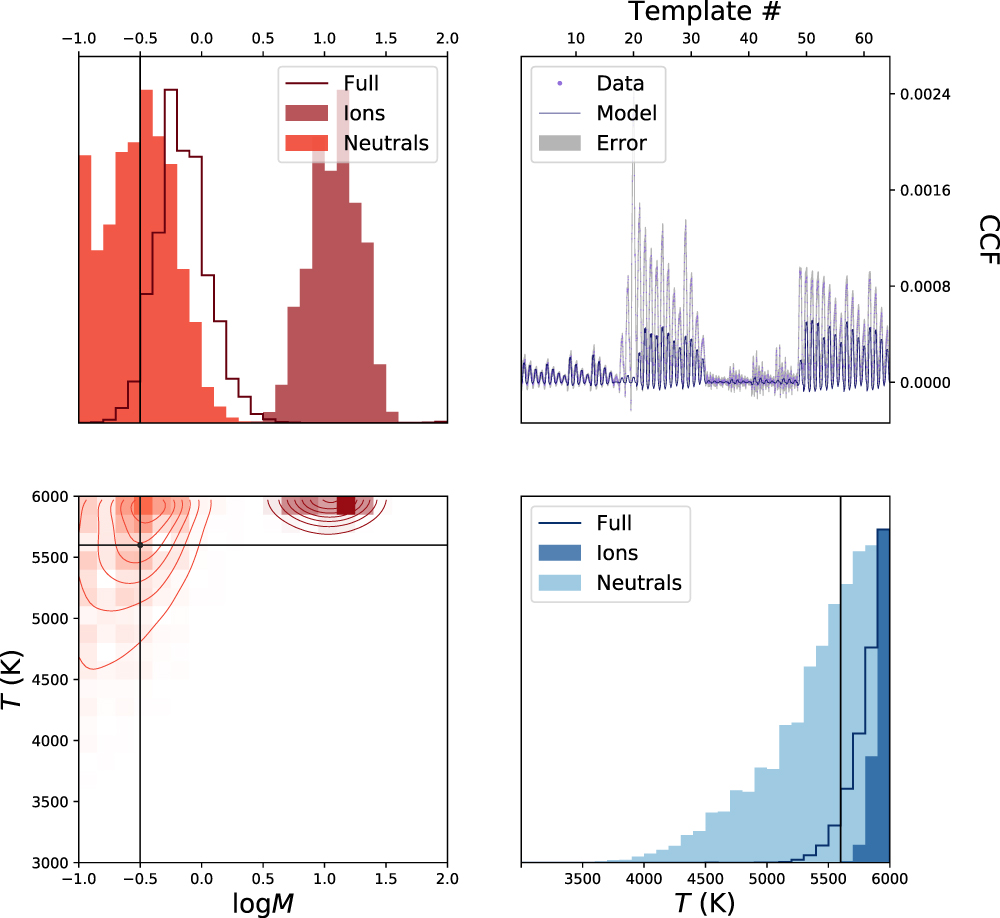 Template #
−1.0 −0.5 0.0 0.5 1.0 1.5 2.0
10 20 30 40 50 60
Full
Ions
Neutrals
Data
Model
Error
0.0024
0.0016
0.0008
0.0000
CCF
6000
5500
5000
4500
4000
3500
3000
T (K)
−1.0 −0.5 0.0 0.5 1.0 1.5 2.0
logM
Full
Ions
Neutrals
3500 4000 4500 5000 5500 6000
T (K)